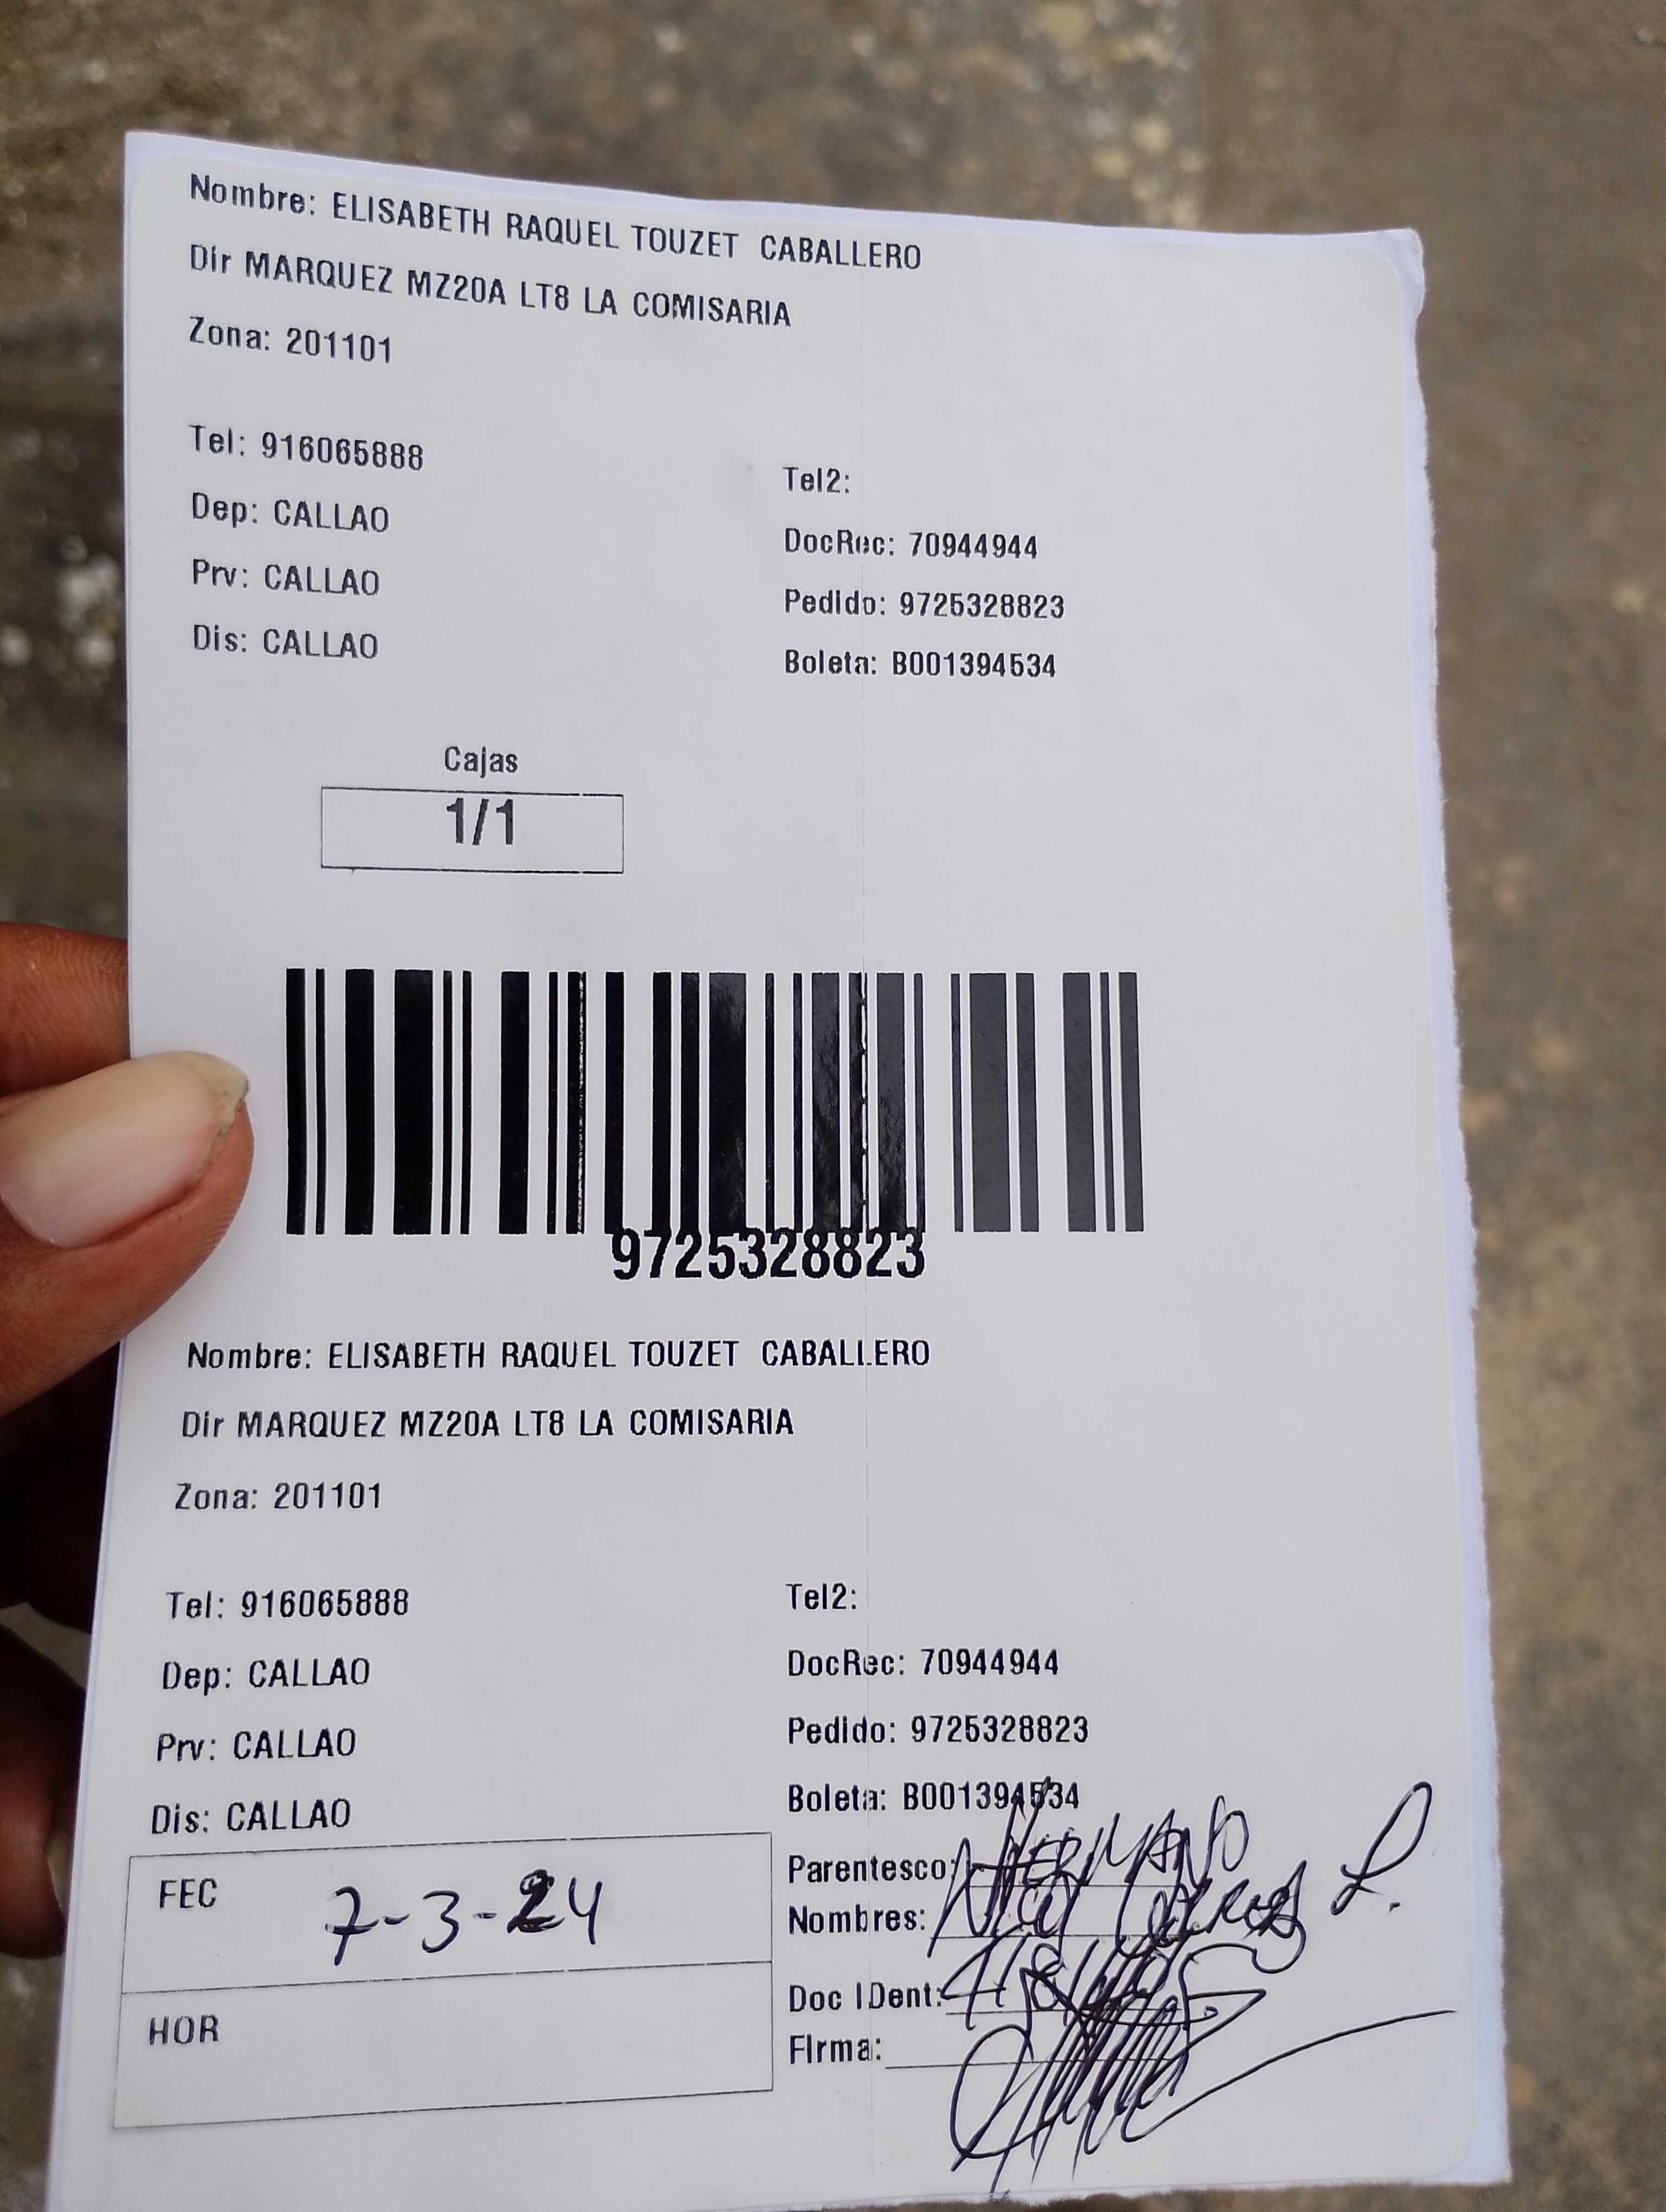 Nombre: ELISABETH RAQUEL TOUZET CABALLERO
Dir MARQUEZ MZ20A LT8 LA COMISARIA
Zona: 201101
Tel: 916065888
Tel2:
Dep: CALLAO
DocRec: 70944944
Prv: CALLAO
Pedido: 9725328823
Dis: CALLAO
Boleta: B001394534
Cajas
1/1
9725328823
Nombre: ELISABETH RAQUEL TOUZET CABALLERO
Dir MARQUEZ MZ20A LT8 LA COMISARIA
Zona: 201101
Tel: 916065888
Tel2:
Dep: CALLAO
DocRec: 70944944
Prv: CALLAO
Pedido: 9725328823
Dis: CALLAO
Boleta: B001394534
FEC 7-3-24
Parentesco: HERMANO
Nombres:
Doc IDent:
HOR
Firma: